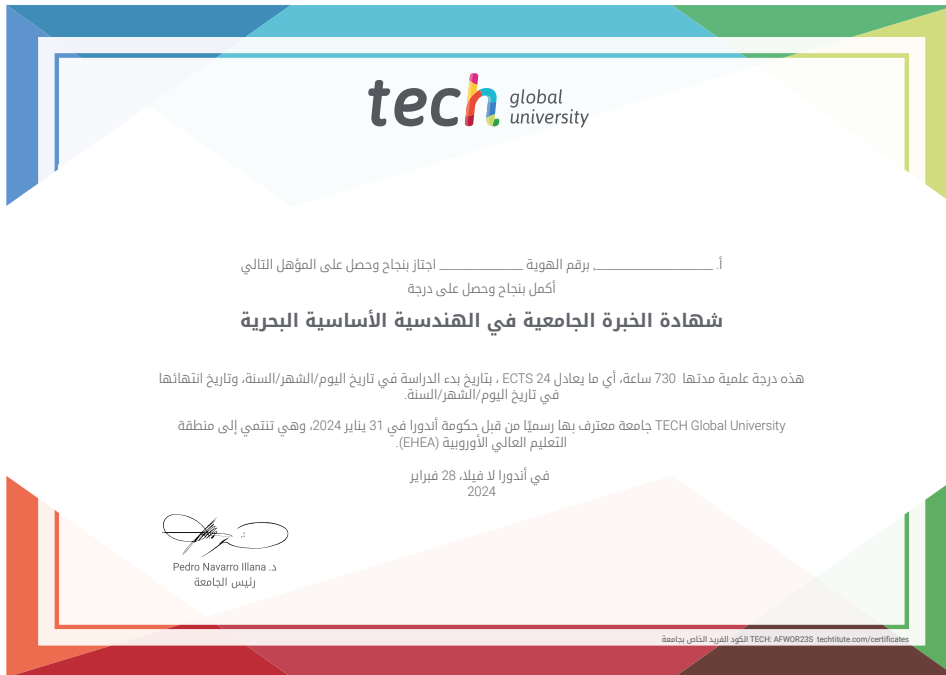 tech global university
أ. ____________________، برقم الهوية ______________ اجتاز بنجاح وحصل على المؤهل التالي
أكمل بنجاح وحصل على درجة
شهادة الخبرة الجامعية في الهندسية الأساسية البحرية
هذه درجة علمية مدتها 730 ساعة، أي ما يعادل 24 ECTS ، بتاريخ بدء الدراسة في تاريخ اليوم/الشهر/السنة، وتاريخ انتهائها
في تاريخ اليوم/الشهر/السنة.
TECH Global University جامعة معترف بها رسميًا من قبل حكومة أندورا في 31 يناير 2024، وهي تنتمي إلى منطقة
التعليم العالي الأوروبية (EHEA).
في أندورا لا فيلا، 28 فبراير
2024
د. Pedro Navarro Illana
رئيس الجامعة
الكود الفريد الخاص بجامعة TECH: AFWOR23S techtitute.com/certificates